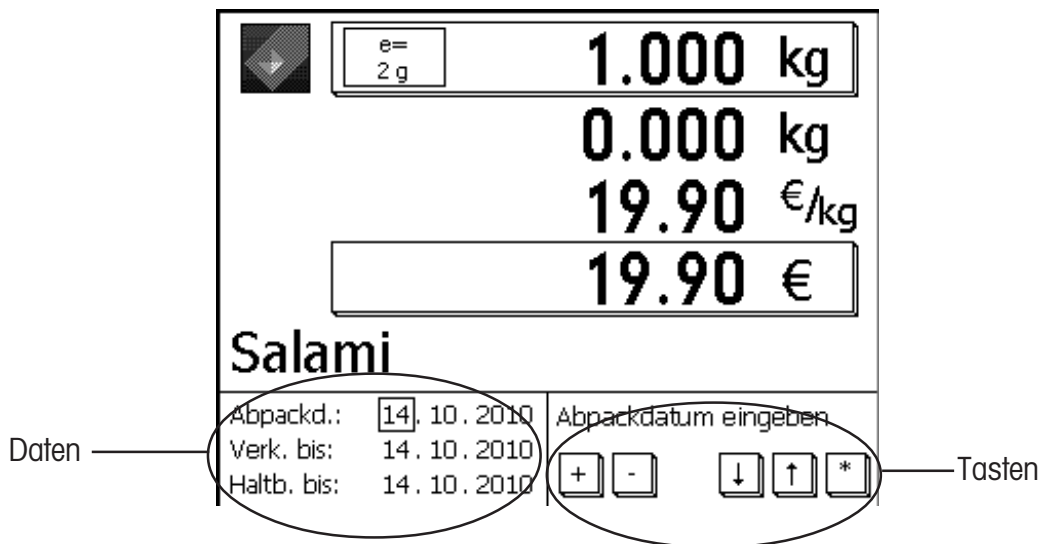 e=
2 g
1.000 kg
0.000 kg
19.90 €/kg
19.90 €
Salami
Abpackd.: 14. 10. 2010
Verk. bis: 14. 10. 2010
Haltb. bis: 14. 10. 2010
Abpackdatum eingeben
+ - ↓ ↑ *
Daten
Tasten